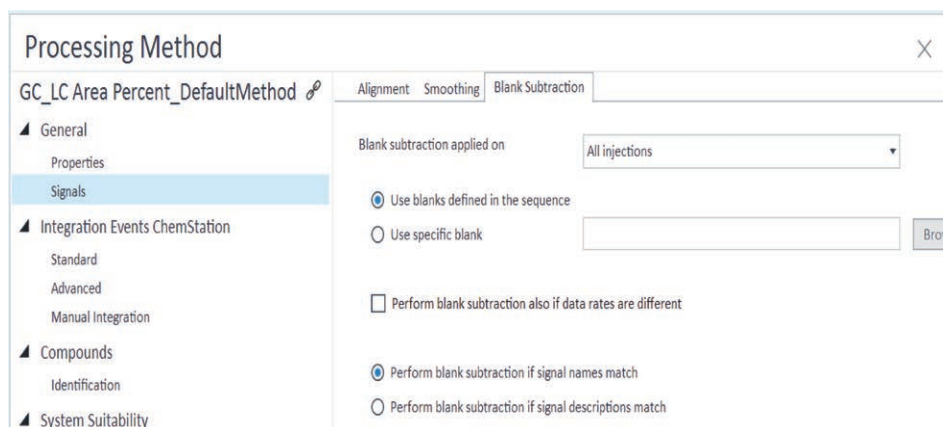 Processing Method
GC_LC Area Percent_DefaultMethod
General
Properties
Signals
Integration Events ChemStation
Standard
Advanced
Manual Integration
Compounds
Identification
System Suitability
Alignment Smoothing Blank Subtraction
Blank subtraction applied on All injections
Use blanks defined in the sequence
Use specific blank Bro
Perform blank subtraction also if data rates are different
Perform blank subtraction if signal names match
Perform blank subtraction if signal descriptions match